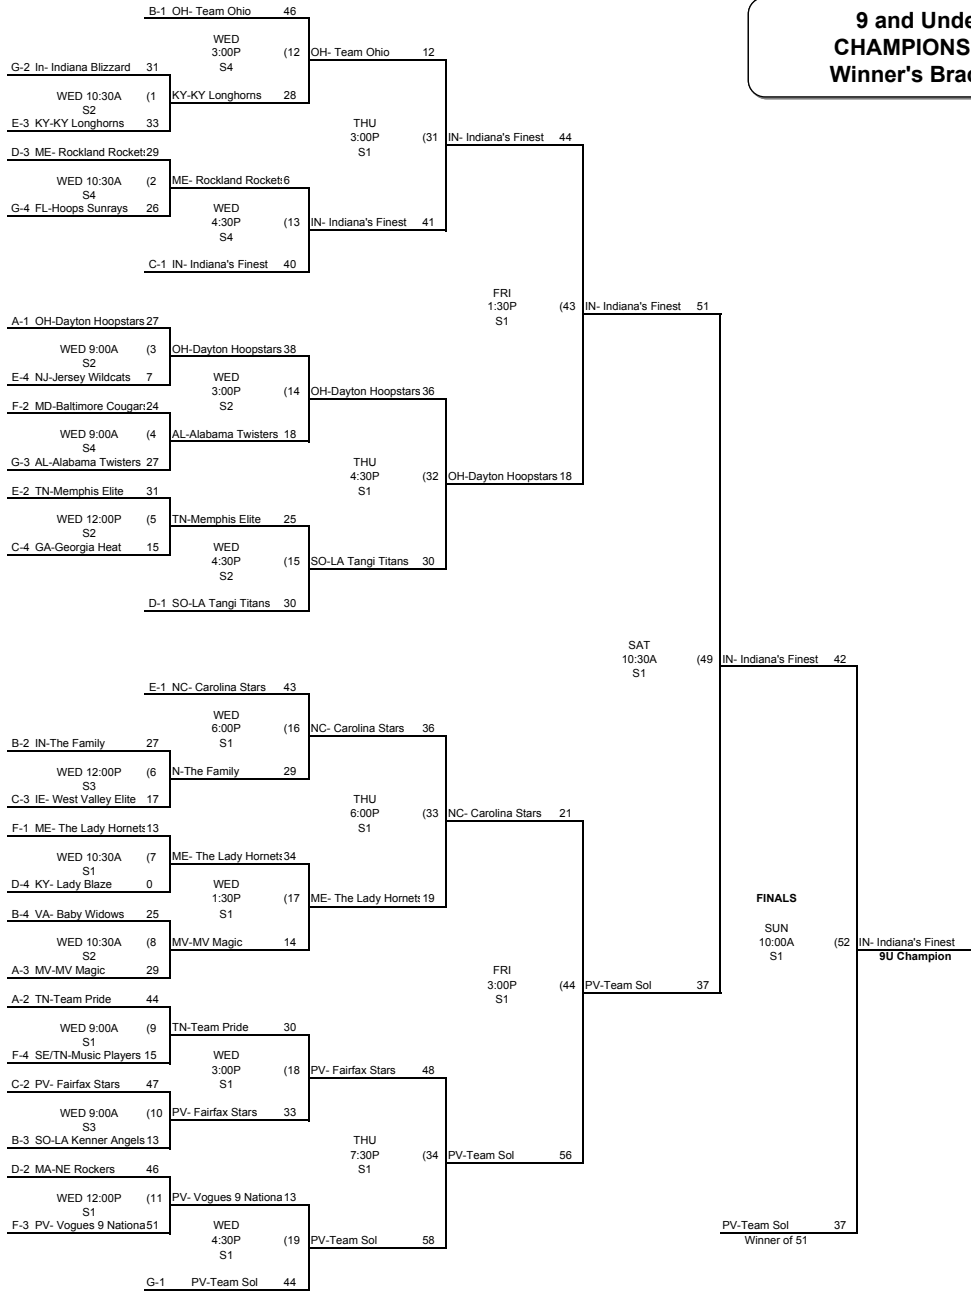 B-1 OH- Team Ohio 46
9 and Unde
CHAMPIONS
Winner's Brac
WED
3:00P (12 OH- Team Ohio 12
S4
G-2 In- Indiana Blizzard 31
WED 10:30A (1 KY-KY Longhorns 28
S2
E-3 KY-KY Longhorns 33
THU
3:00P (31 IN- Indiana's Finest 44
S1
D-3 ME- Rockland Rockets 29
WED 10:30A (2 ME- Rockland Rockets 6
S4
G-4 FL-Hoops Sunrays 26
WED
4:30P (13 IN- Indiana's Finest 41
S4
C-1 IN- Indiana's Finest 40
FRI
1:30P (43 IN- Indiana's Finest 51
S1
A-1 OH-Dayton Hoopstars 27
WED 9:00A (3 OH-Dayton Hoopstars 38
S2
E-4 NJ-Jersey Wildcats 7
WED
3:00P (14 OH-Dayton Hoopstars 36
S2
F-2 MD-Baltimore Cougars 24
WED 9:00A (4 AL-Alabama Twisters 18
S4
G-3 AL-Alabama Twisters 27
THU
4:30P (32 OH-Dayton Hoopstars 18
S1
E-2 TN-Memphis Elite 31
WED 12:00P (5 TN-Memphis Elite 25
S2
C-4 GA-Georgia Heat 15
WED
4:30P (15 SO-LA Tangi Titans 30
S2
D-1 SO-LA Tangi Titans 30
SAT
10:30A (49 IN- Indiana's Finest 42
S1
E-1 NC- Carolina Stars 43
WED
6:00P (16 NC- Carolina Stars 36
S1
B-2 IN-The Family 27
WED 12:00P (6 N-The Family 29
S3
C-3 IE- West Valley Elite 17
THU
6:00P (33 NC- Carolina Stars 21
S1
F-1 ME- The Lady Hornets 13
WED 10:30A (7 ME- The Lady Hornets 34
S1
D-4 KY- Lady Blaze 0
WED
1:30P (17 ME- The Lady Hornets 19
S1
B-4 VA- Baby Widows 25
WED 10:30A (8 MV-MV Magic 14
S2
A-3 MV-MV Magic 29
FINALS
SUN
10:00A (52 IN- Indiana's Finest
S1 9U Champion
FRI
3:00P (44 PV-Team Sol 37
S1
A-2 TN-Team Pride 44
WED 9:00A (9 TN-Team Pride 30
S1
F-4 SE/TN-Music Players 15
WED
3:00P (18 PV- Fairfax Stars 48
S1
C-2 PV- Fairfax Stars 47
WED 9:00A (10 PV- Fairfax Stars 33
S3
B-3 SO-LA Kenner Angels 13
THU
7:30P (34 PV-Team Sol 56
S1
D-2 MA-NE Rockers 46
WED 12:00P (11 PV- Vogues 9 Nationa 13
S1
F-3 PV- Vogues 9 Nationa 51
WED
4:30P (19 PV-Team Sol 58
S1
G-1 PV-Team Sol 44
PV-Team Sol 37
Winner of 51